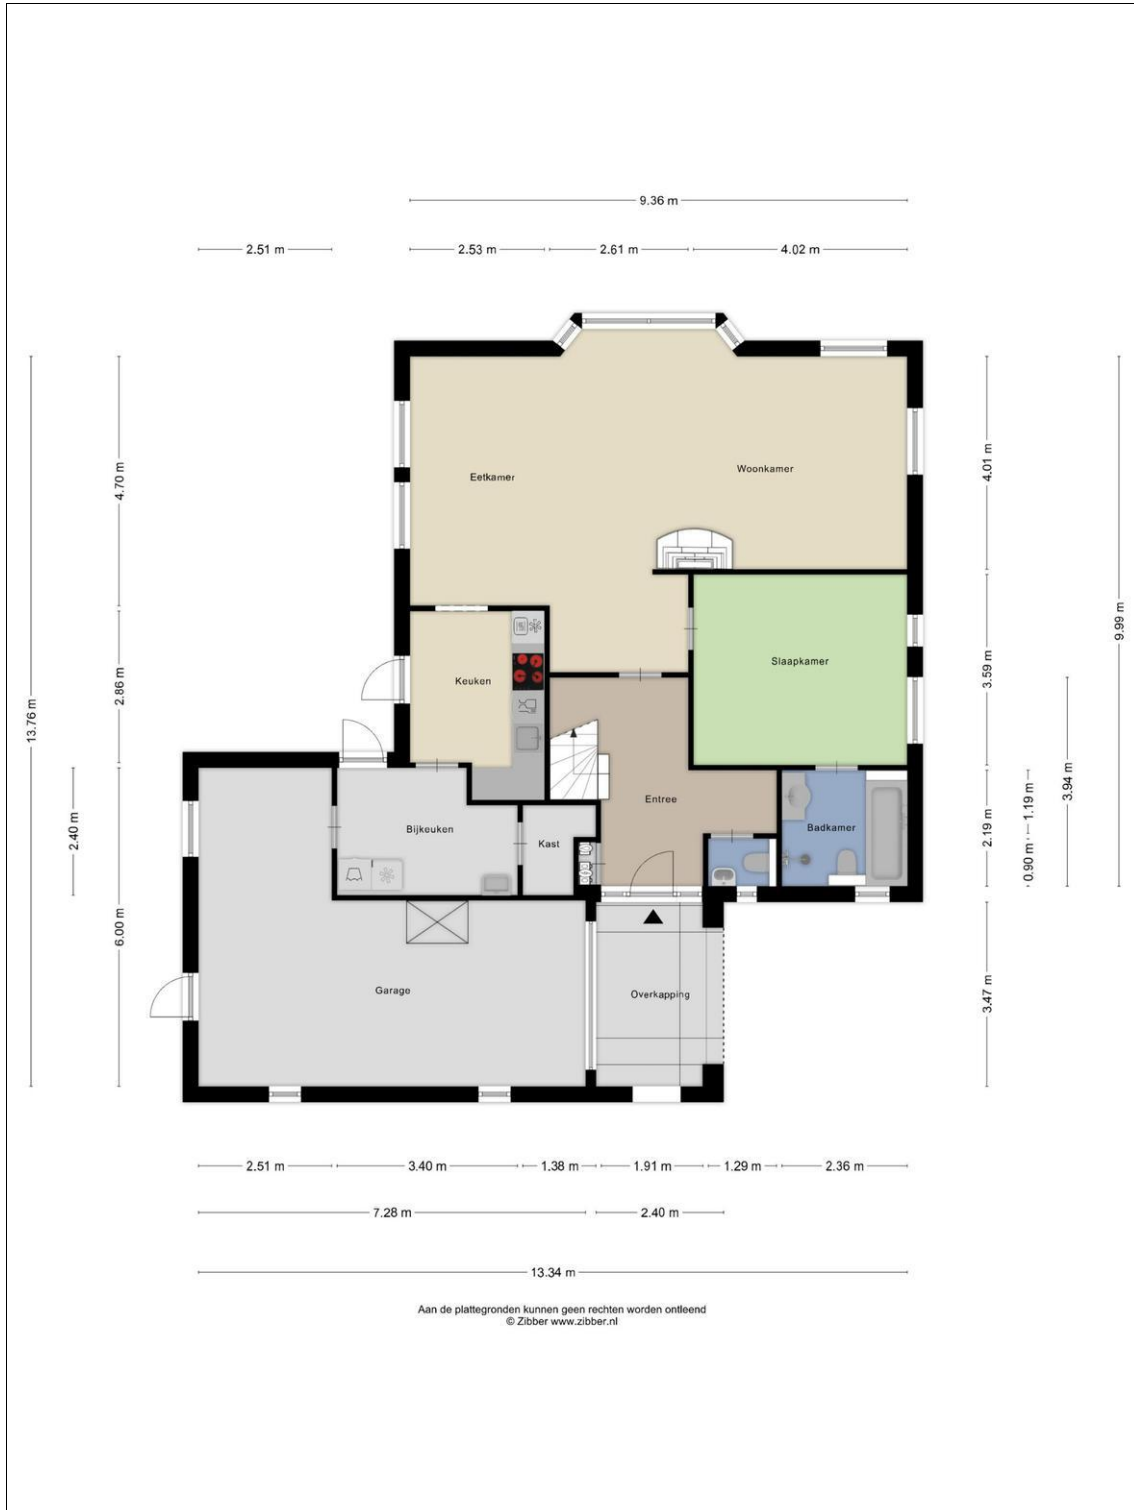 9.36 m
2.51 m
2.53 m
2.61 m
4.02 m
13.76 m
2.40 m
4.70 m
2.86 m
6.00 m
Eetkamer
Woonkamer
Keuken
Slaapkamer
Entree
Bijkeuken
Kast
Badkamer
Garage
Overkapping
4.01 m
3.59 m
2.19 m
3.47 m
0.90 m
1.19 m
3.94 m
9.99 m
2.51 m
3.40 m
1.38 m
1.91 m
1.29 m
2.36 m
7.28 m
2.40 m
13.34 m
Aan de plattegronden kunnen geen rechten worden ontleend
© Zibber www.zibber.nl